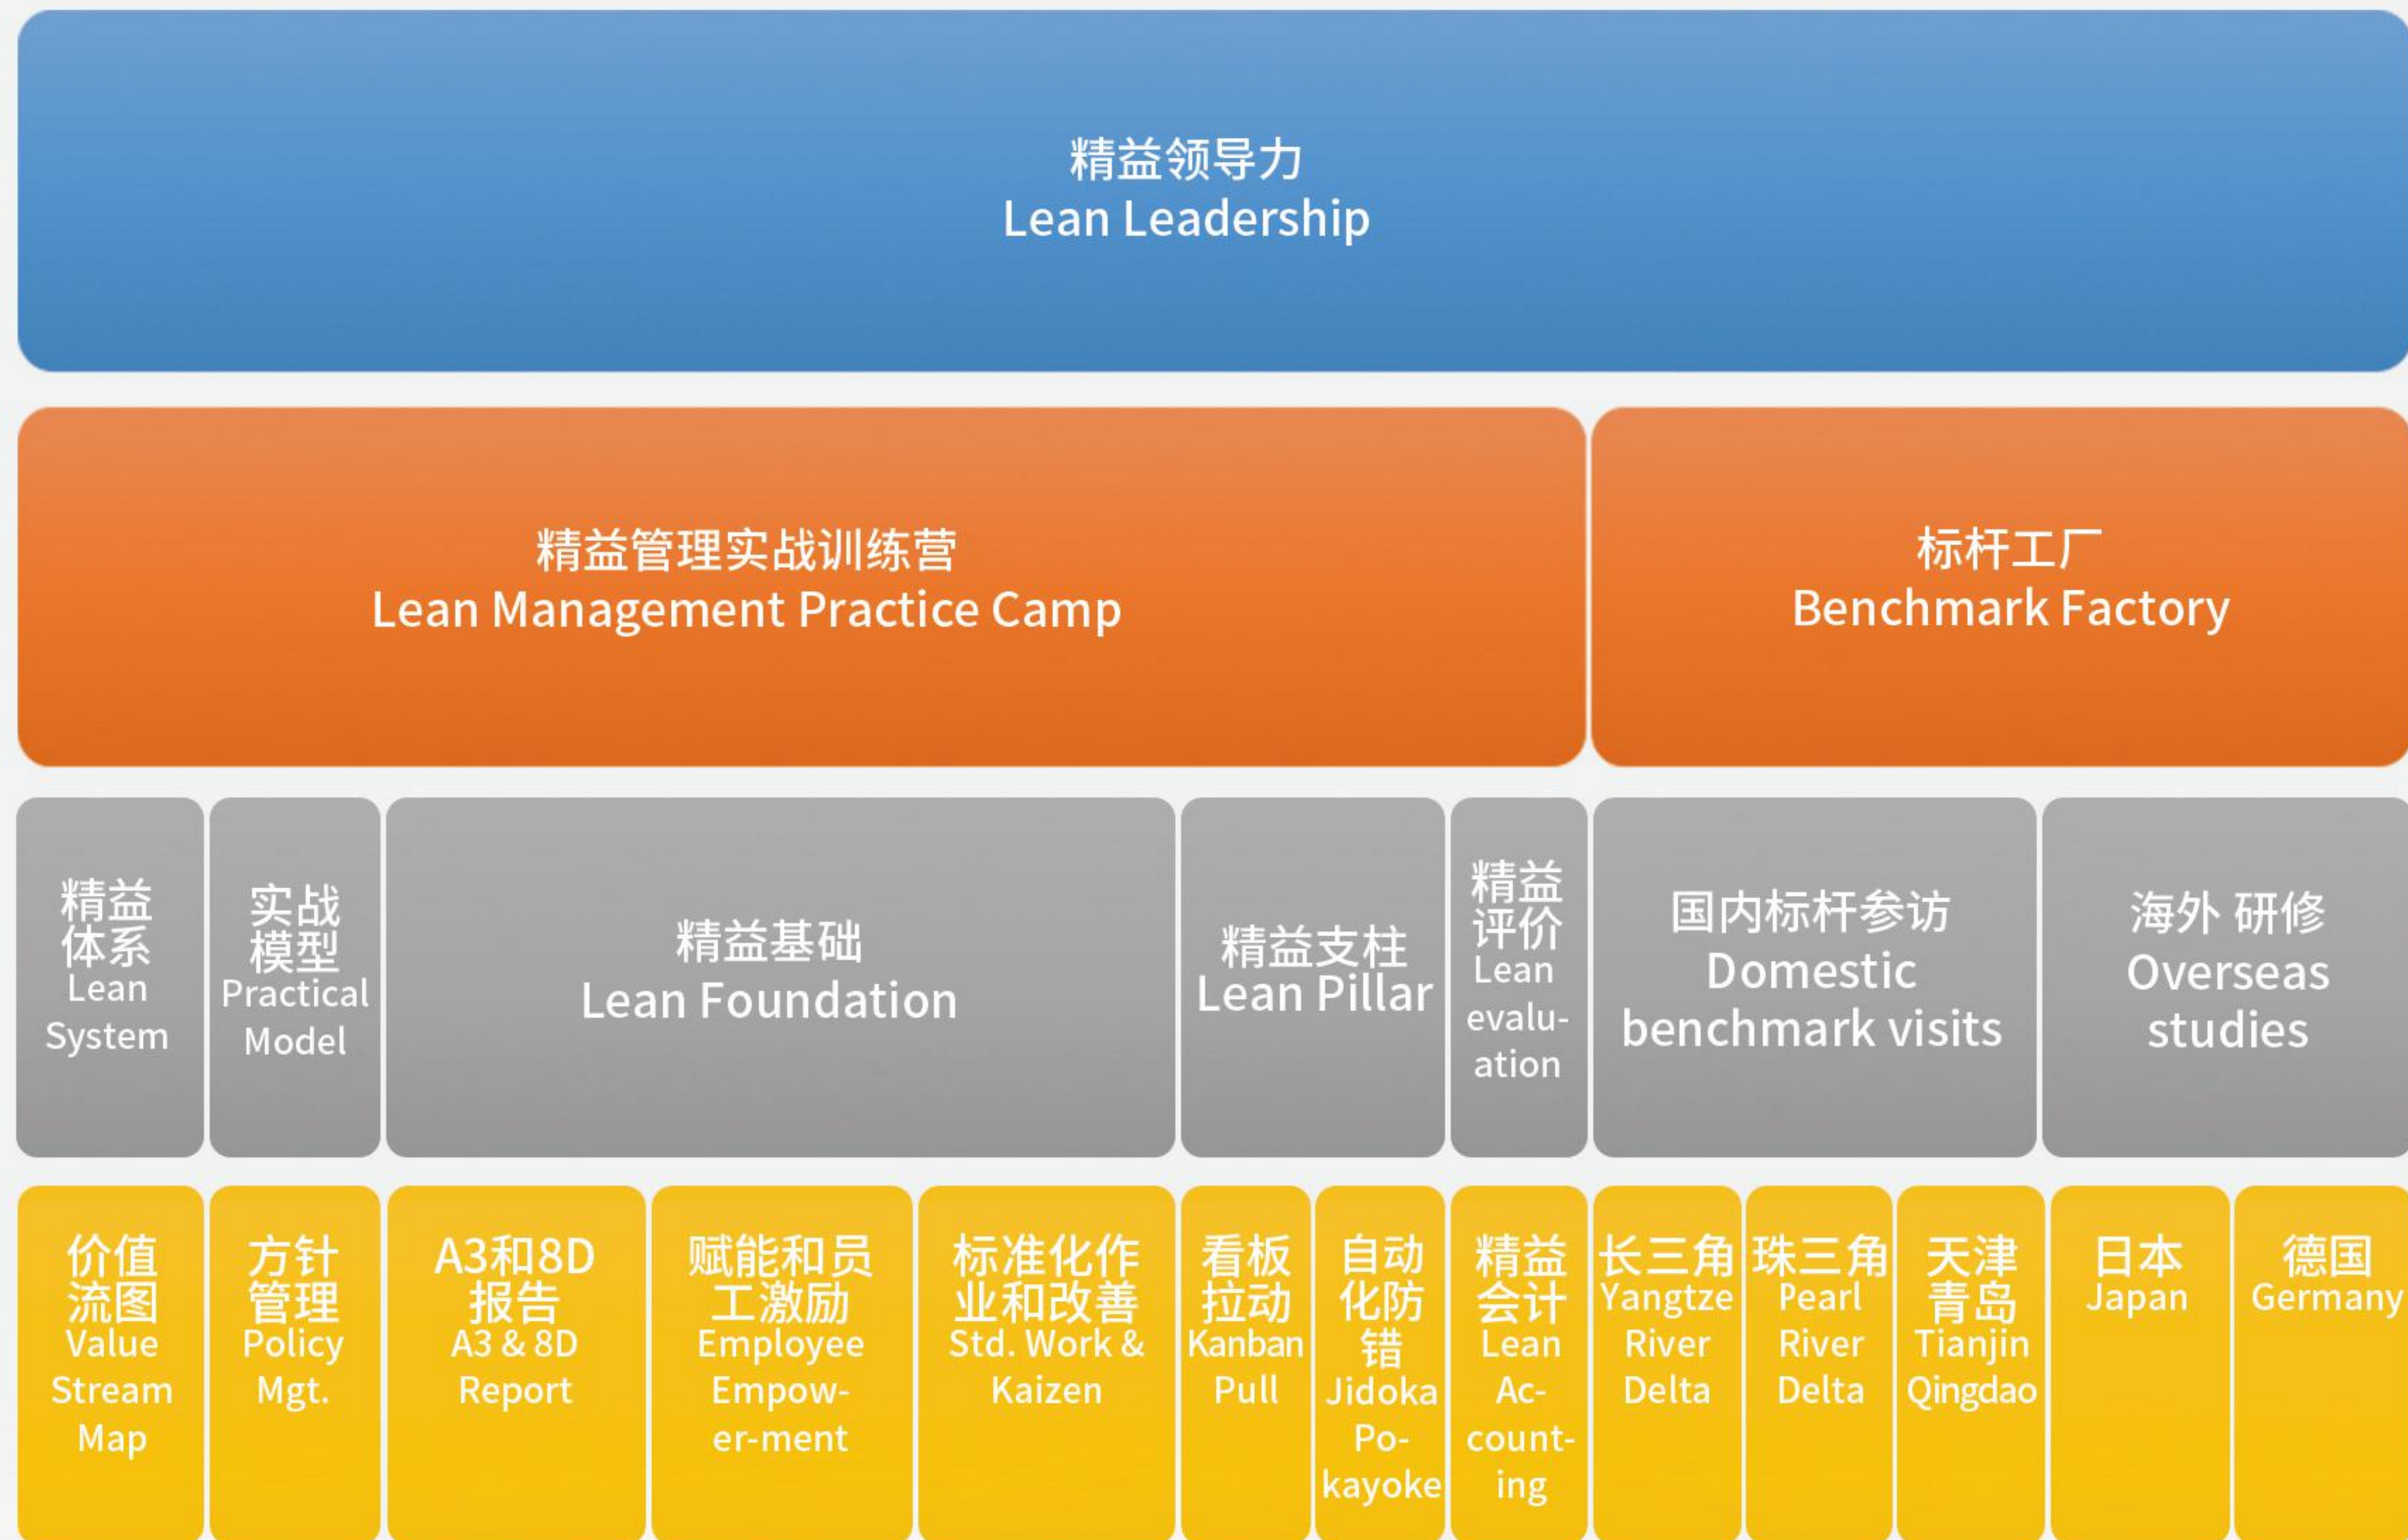 精益领导力
Lean Leadership
精益管理实战训练营
Lean Management Practice Camp
标杆工厂
Benchmark Factory
精益
体系
Lean
System
实战
模型
Practical
Model
精益基础
Lean Foundation
精益支柱
Lean Pillar
精益
评价
Lean
evalu-
ation
国内标杆参访
Domestic
benchmark visits
海外 研修
Overseas
studies
价值
流图
Value
Stream
Map
方针
管理
Policy
Mgt.
A3和8D
报告
A3 & 8D
Report
赋能和员
工激励
Employee
Empow-
er-ment
标准化作
业和改善
Std. Work &
Kaizen
看板
拉动
Kanban
Pull
自动
化防
错
Jidoka
Po-
kayoke
精益
会计
Lean
Ac-
count-
ing
长三角
Yangtze
River
Delta
珠三角
Pearl
River
Delta
天津
青岛
Tianjin
Qingdao
日本
Japan
德国
Germany